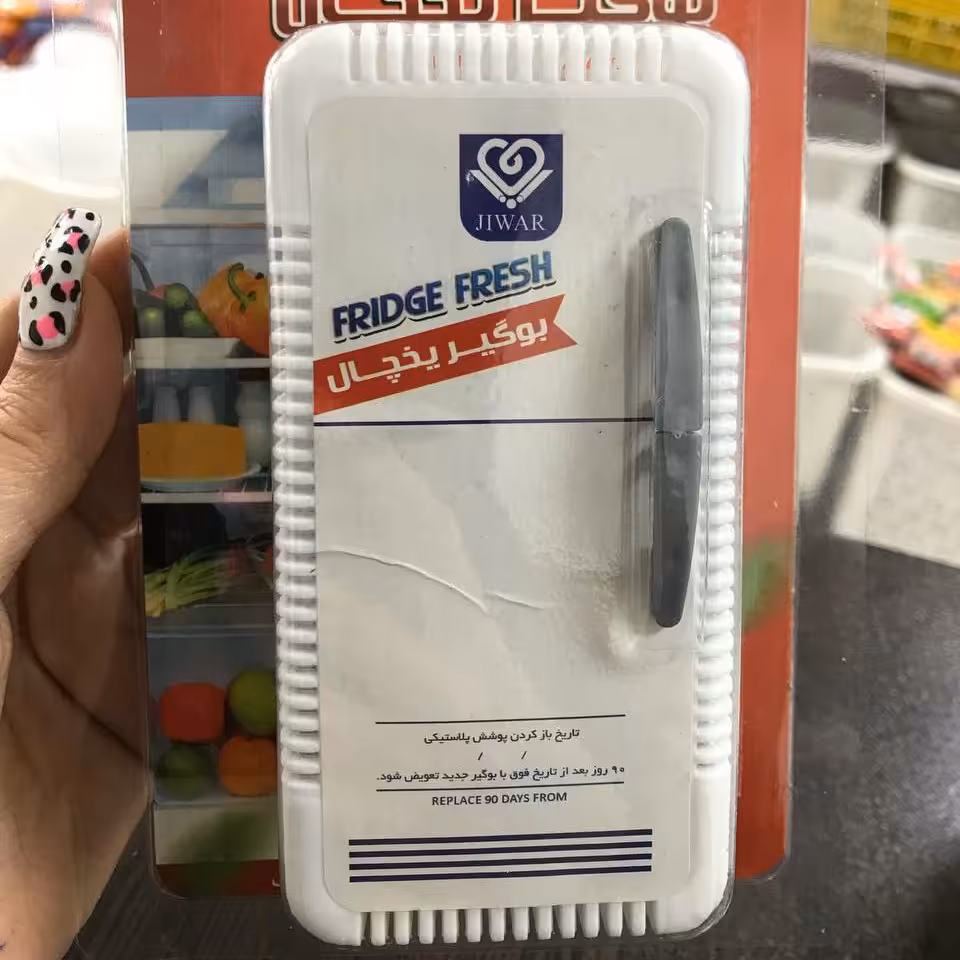 JIWAR
FRIDGE FRESH
بوگیر یخچال
تاریخ باز کردن پوشش پلاستیکی
/ /
۹۰ روز بعد از تاریخ فوق با بوگیر جدید تعویض شود.
REPLACE 90 DAYS FROM